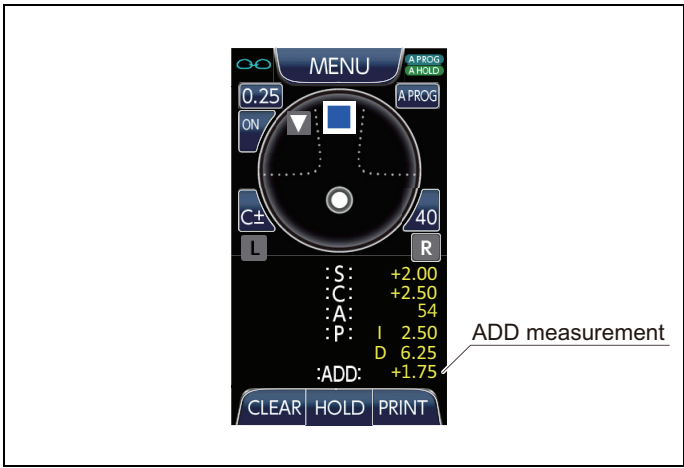 MENU
A PROG
A HOLD
0.25
A PROG
ON
C±
40
L
R
:S: +2.00
:C: +2.50
:A: 54
:P: I 2.50
D 6.25
:ADD: +1.75
ADD measurement
CLEAR HOLD PRINT